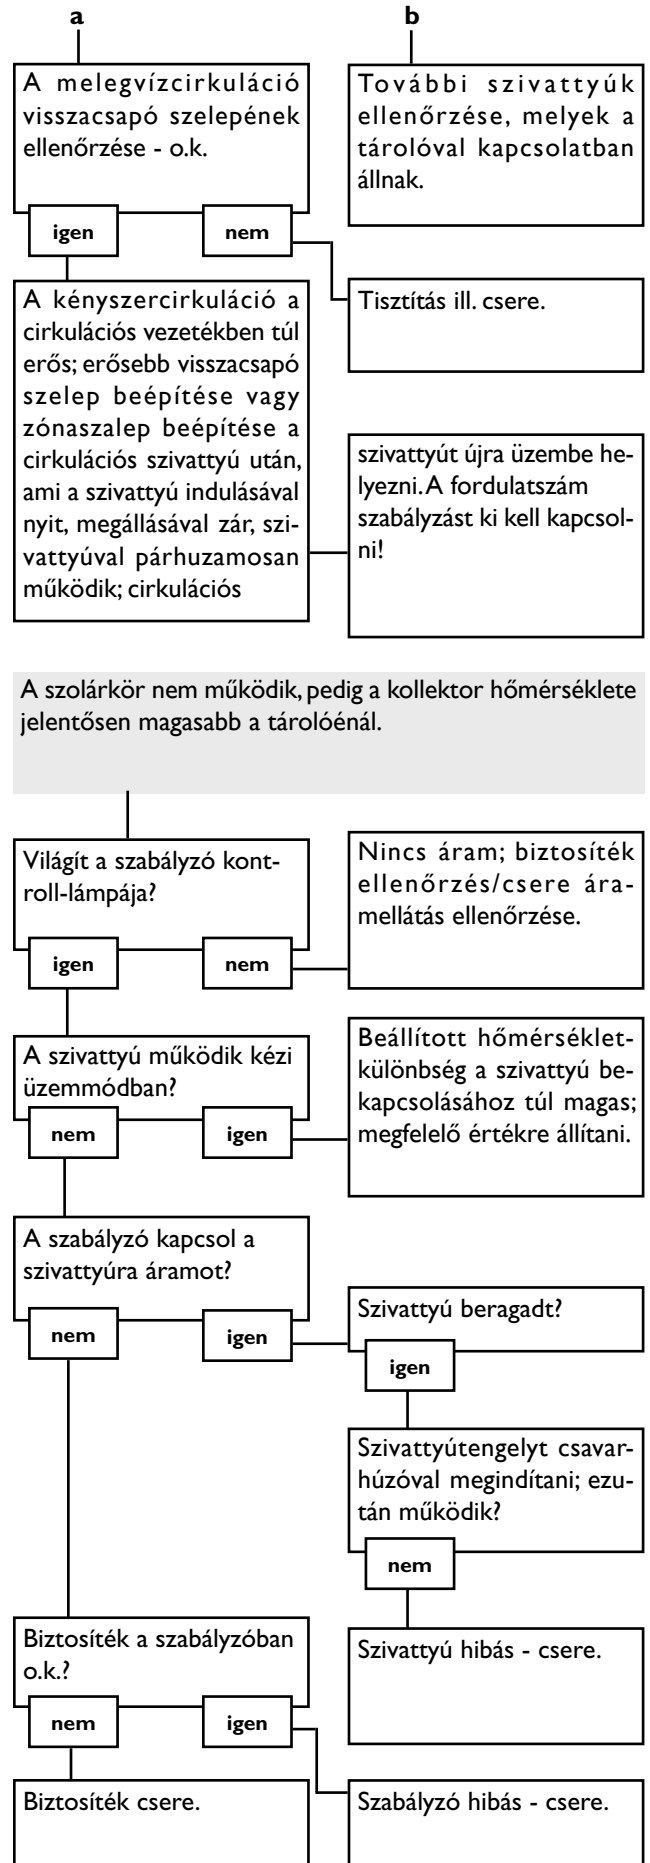 a
b
A melegvízcirkuláció
visszacsapó szelepének
ellenőrzése - o.k.
További szivattyúk
ellenőrzése, melyek a
tárolóval kapcsolatban
állnak.
igen
nem
A kényszercirkuláció a
cirkulációs vezetékben túl
erős; erősebb visszacsapó
szelep beépítése vagy
zónaszalep beépítése a
cirkulációs szivattyú után,
ami a szivattyú indulásával
nyit, megállásával zár, szi-
vattyúval párhuzamosan
működik; cirkulációs
Tisztítás ill. csere.
szivattyút újra üzembe he-
lyezni. A fordulatszám
szabályzást ki kell kapcsol-
ni!
A szolárkör nem működik, pedig a kollektor hőmérséklete
jelentősen magasabb a tárolóénál.
Világít a szabályzó kont-
roll-lámpája?
igen
nem
Nincs áram; biztosíték
ellenőrzés/csere ára-
mellátás ellenőrzése.
A szivattyú működik kézi
üzemmódban?
nem
igen
Beállított hőmérséklet-
különbség a szivattyú be-
kapcsolásához túl magas;
megfelelő értékre állítani.
A szabályzó kapcsol a
szivattyúra áramot?
nem
igen
Szivattyú beragadt?
igen
Szivattyútengelyt csavar-
húzóval megindítani; ezu-
tán működik?
nem
Szivattyú hibás - csere.
Biztosíték a szabályzóban
o.k.?
nem
igen
Biztosíték csere.
Szabályzó hibás - csere.